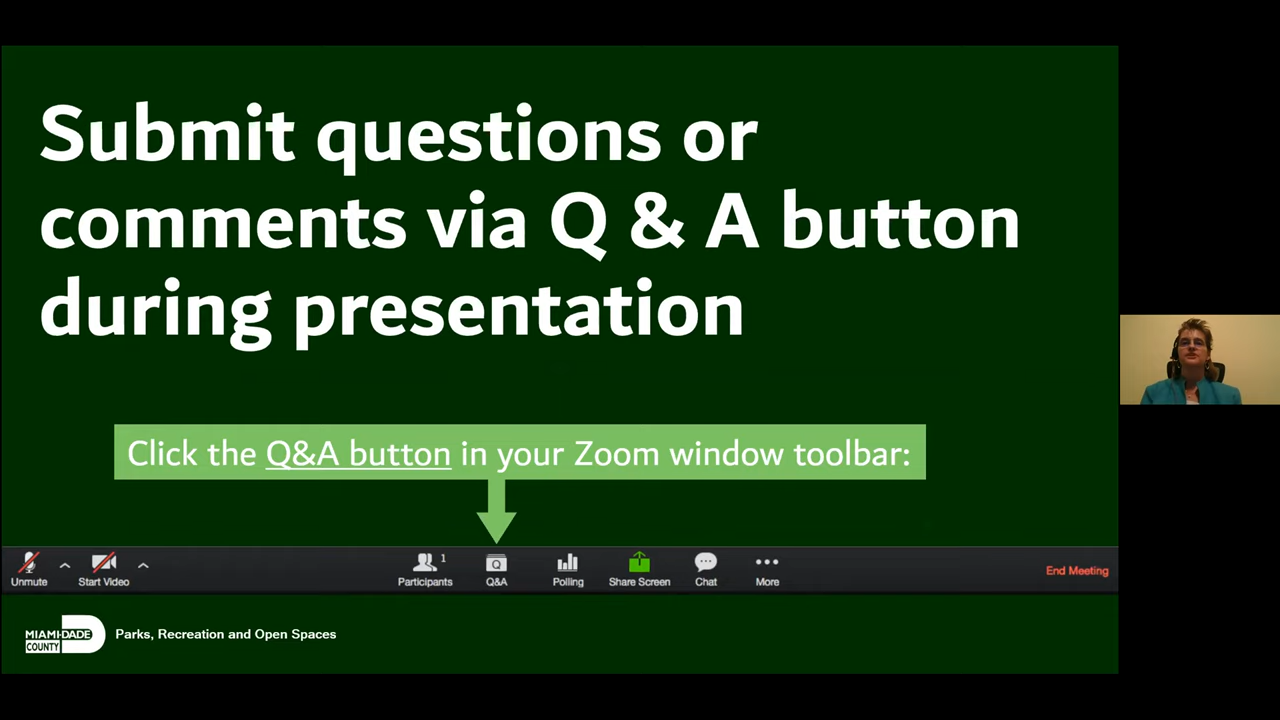 Submit questions or
comments via Q & A button
during presentation
Click the Q&A button in your Zoom window toolbar:
Unmute
Start Video
Participants
1
Q
Q&A
Polling
Share Screen
Chat
More
End Meeting
MIAMI-DADE
COUNTY
Parks, Recreation and Open Spaces